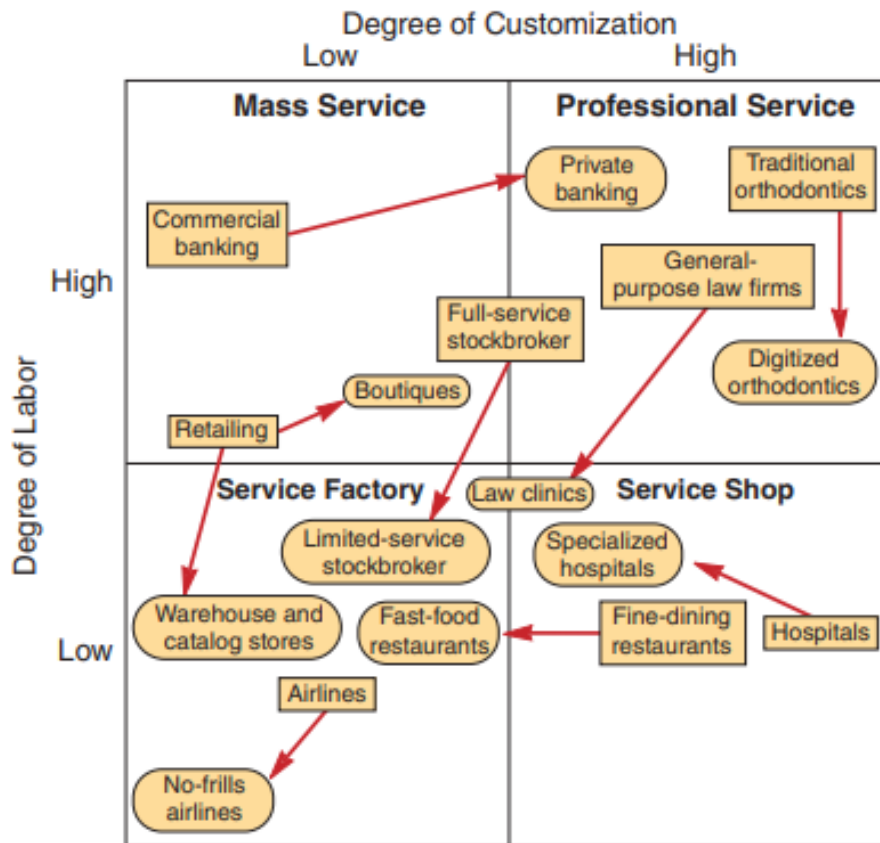 Degree of Customization
Low
High
Mass Service
Professional Service
Private
banking
Traditional
orthodontics
Commercial
banking
General-
purpose law firms
High
Full-service
stockbroker
Digitized
orthodontics
Boutiques
Retailing
Degree of Labor
Service Factory
Law clinics
Service Shop
Limited-service
stockbroker
Specialized
hospitals
Warehouse and
catalog stores
Fast-food
restaurants
Fine-dining
restaurants
Hospitals
Low
Airlines
No-frills
airlines